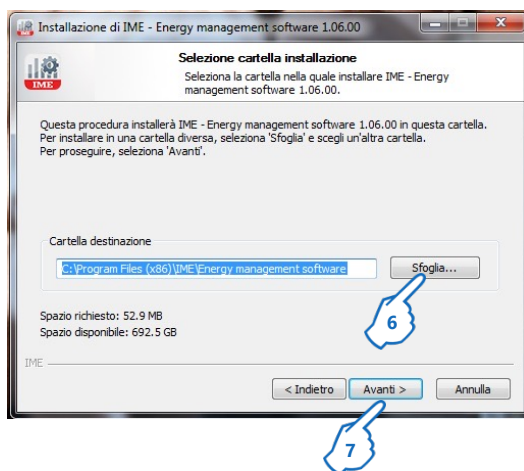 Installazione di IME - Energy management software 1.06.00
IME
Selezione cartella installazione
Seleziona la cartella nella quale installare IME - Energy
management software 1.06.00.
Questa procedura installerà IME - Energy management software 1.06.00 in questa cartella.
Per installare in una cartella diversa, seleziona 'Sfoglia' e scegli un'altra cartella.
Per proseguire, seleziona 'Avanti'.
Cartella destinazione
C:\Program Files (x86)\IME\Energy management software
Sfoglia...
6
Spazio richiesto: 52.9 MB
Spazio disponibile: 692.5 GB
IME
< Indietro Avanti > Annulla
7